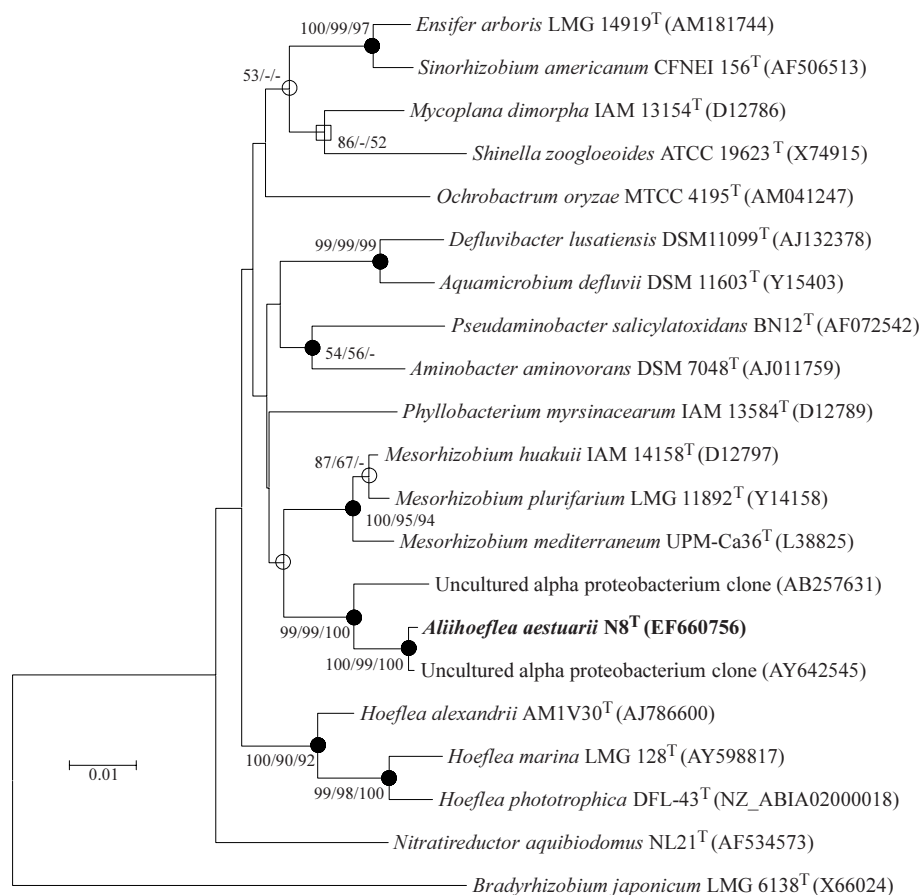 100/99/97
Ensifer arboris LMG 14919T (AM181744)
Sinorhizobium americanum CFNEI 156T (AF506513)
53/-/-
Mycoplana dimorpha IAM 13154T (D12786)
86/-/52
Shinella zoogloeoides ATCC 19623T (X74915)
Ochrobactrum oryzae MTCC 4195T (AM041247)
99/99/99
Defluvibacter lusatiensis DSM11099T (AJ132378)
Aquamicrobium defluvii DSM 11603T (Y15403)
Pseudaminobacter salicylatoxidans BN12T (AF072542)
54/56/-
Aminobacter aminovorans DSM 7048T (AJ011759)
Phyllobacterium myrsinacearum IAM 13584T (D12789)
87/67/-
Mesorhizobium huakuii IAM 14158T (D12797)
Mesorhizobium plurifarium LMG 11892T (Y14158)
100/95/94
Mesorhizobium mediterraneum UPM-Ca36T (L38825)
Uncultured alpha proteobacterium clone (AB257631)
99/99/100
Aliihoeflea aestuarii N8T (EF660756)
100/99/100
Uncultured alpha proteobacterium clone (AY642545)
Hoeflea alexandrii AM1V30T (AJ786600)
100/90/92
Hoeflea marina LMG 128T (AY598817)
99/98/100
Hoeflea phototrophica DFL-43T (NZ_ABIA02000018)
0.01
Nitratireductor aquibiodomus NL21T (AF534573)
Bradyrhizobium japonicum LMG 6138T (X66024)